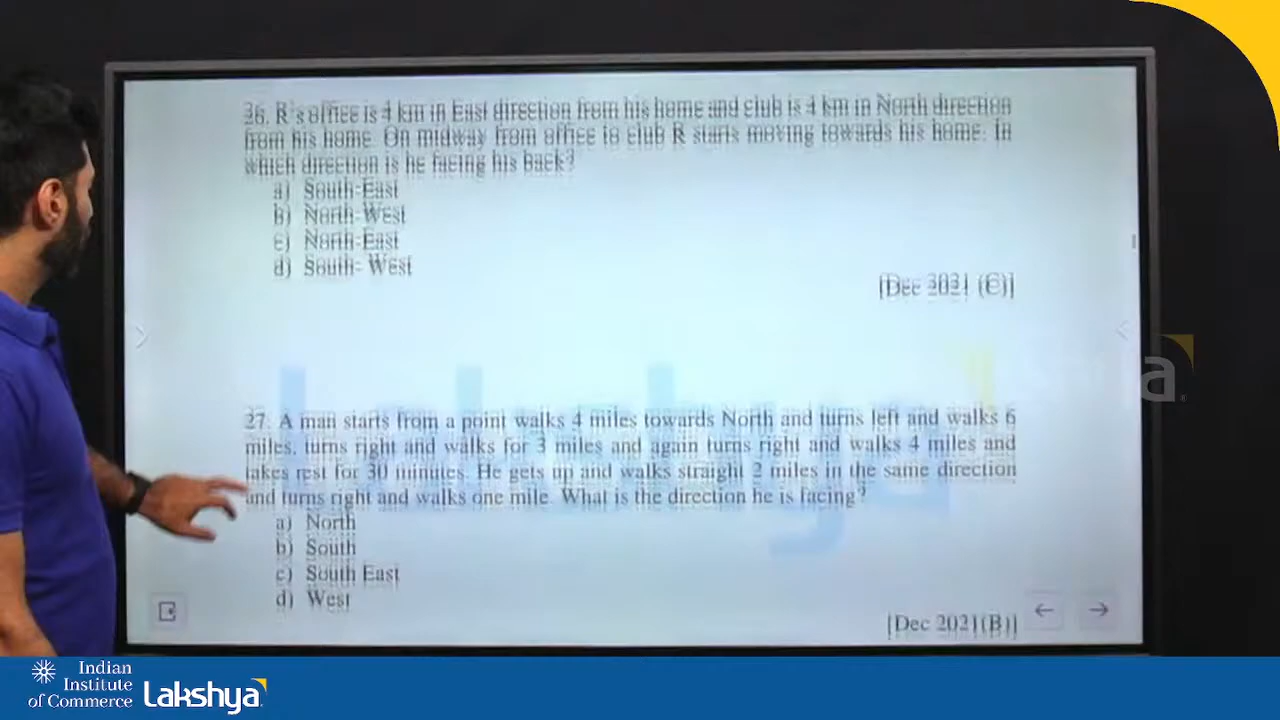 26. R's office is 4 km in East direction from his home and club is 4 km in North direction
from his home. On midway from office to club R starts moving towards his home. In
which direction is he facing his back?
a) South-East
b) North-West
c) North-East
d) South- West
[Dec 2021 (C)]
27. A man starts from a point walks 4 miles towards North and turns left and walks 6
miles, turns right and walks for 3 miles and again turns right and walks 4 miles and
takes rest for 30 minutes. He gets up and walks straight 2 miles in the same direction
and turns right and walks one mile. What is the direction he is facing?
a) North
b) South
c) South East
d) West
[Dec 2021(B)]
Indian
Institute
of Commerce
Lakshya